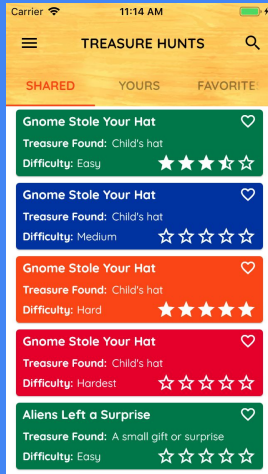 Carrier 11:14 AM
TREASURE HUNTS
SHARED YOURS FAVORITE
Gnome Stole Your Hat
Treasure Found: Child's hat
Difficulty: Easy
Gnome Stole Your Hat
Treasure Found: Child's hat
Difficulty: Medium
Gnome Stole Your Hat
Treasure Found: Child's hat
Difficulty: Hard
Gnome Stole Your Hat
Treasure Found: Child's hat
Difficulty: Hardest
Aliens Left a Surprise
Treasure Found: A small gift or surprise
Difficulty: Easy